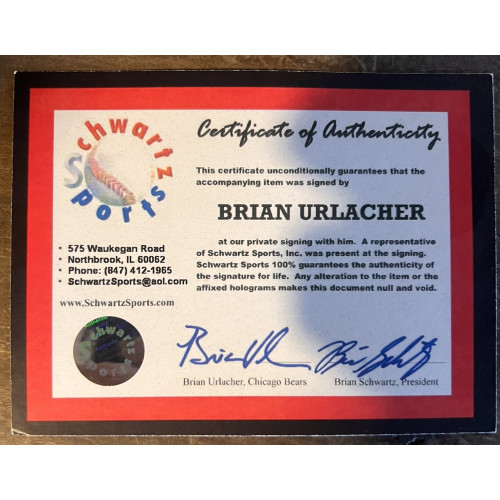 Schwartz
Sports
Certificate of Authenticity
This certificate unconditionally guarantees that the
accompanying item was signed by
BRIAN URLACHER
at our private signing with him. A representative
of Schwartz Sports, Inc. was present at the signing.
Schwartz Sports 100% guarantees the authenticity of
the signature for life. Any alteration to the item or the
affixed holograms makes this document null and void.
• 575 Waukegan Road
• Northbrook, IL 60062
• Phone: (847) 412-1965
• SchwartzSports@aol.com
www.SchwartzSports.com
Schwartz
Sports
Brian Urlacher, Chicago Bears
Brian Schwartz, President